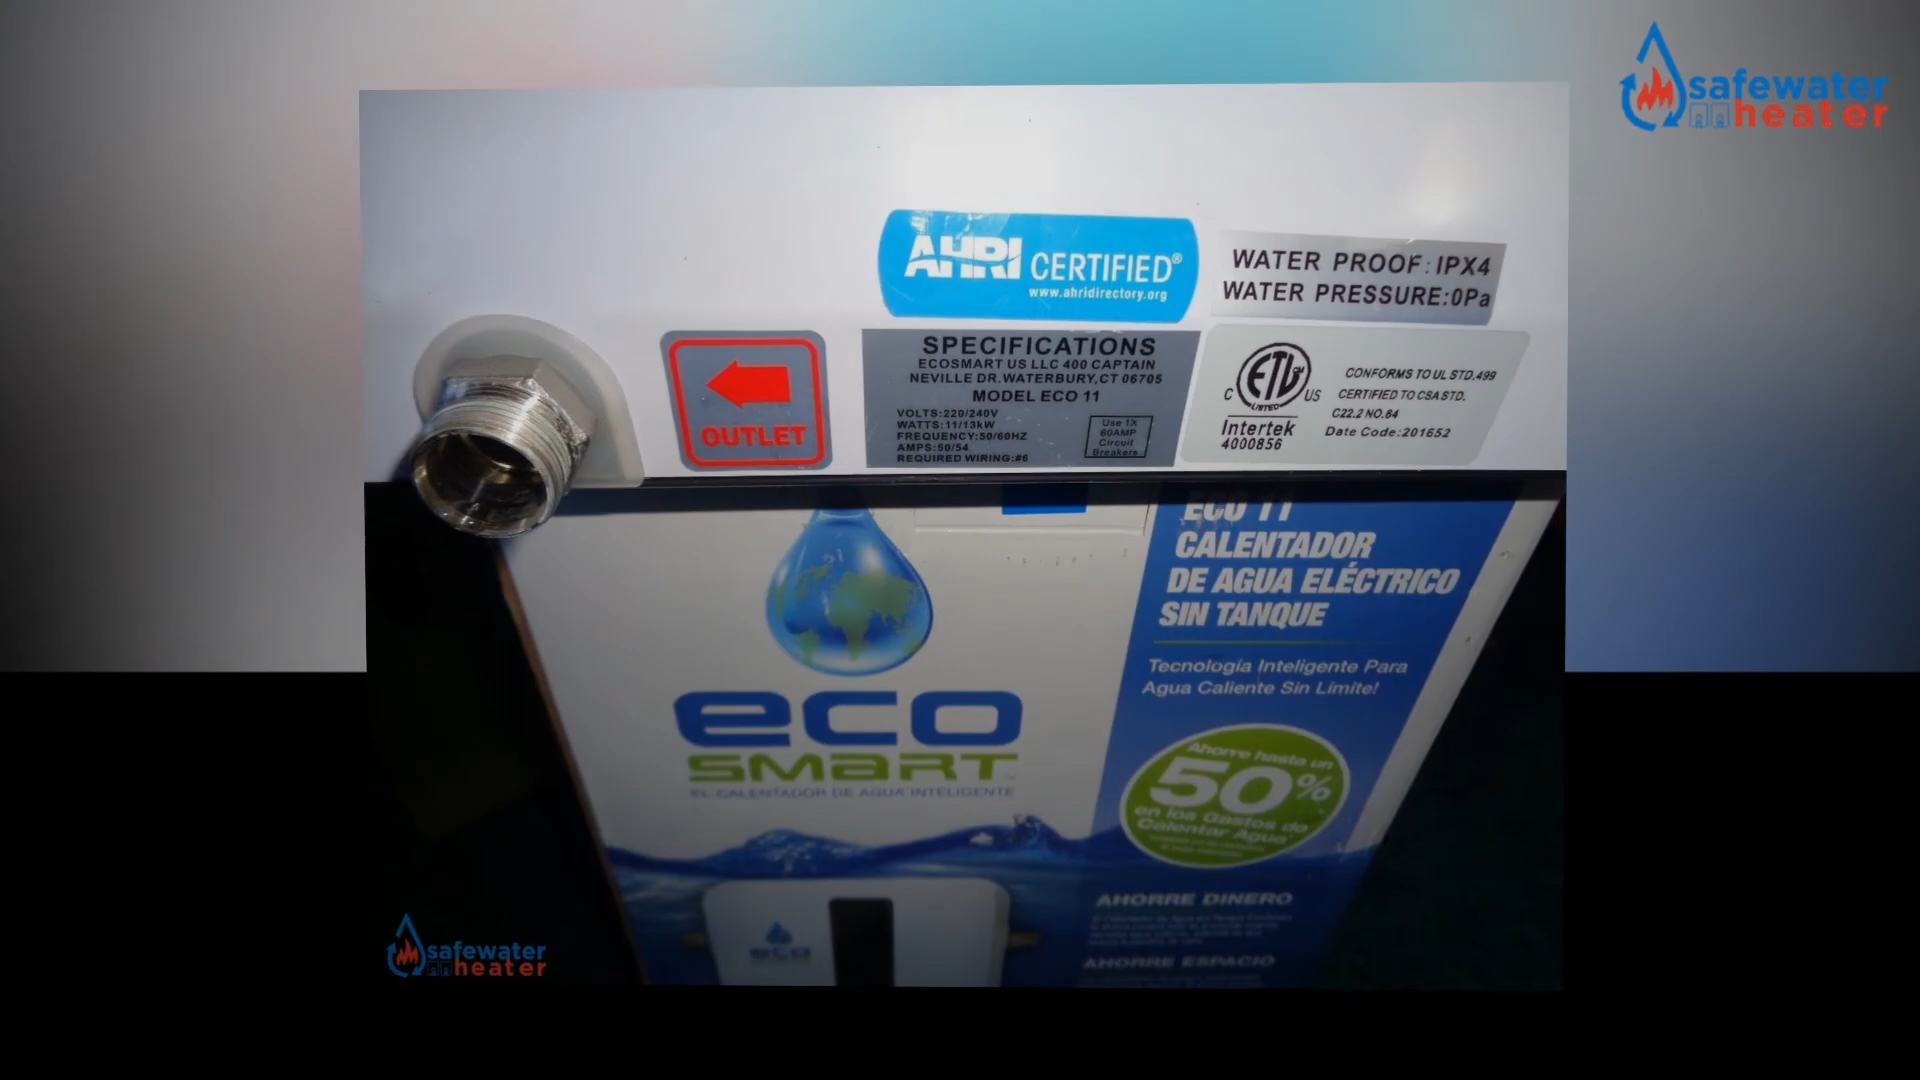 safewater
heater
AHRI CERTIFIED®
www.ahridirectory.org
WATER PROOF:IPX4
WATER PRESSURE:0Pa
OUTLET
SPECIFICATIONS
ECOSMART US LLC 400 CAPTAIN
NEVILLE DR.WATERBURY,CT 06705
MODEL ECO 11
VOLTS:220/240V
WATTS:11/13kW
FREQUENCY:50/60HZ
AMPS:50/54
REQUIRED WIRING:#6
Use 1X
60AMP
Circuit
Breakers
C ETL US
LISTED
Intertek
4000856
CONFORMS TO UL STD.499
CERTIFIED TO CSA STD.
C22.2 NO.64
Date Code:201652
ECO 11
CALENTADOR
DE AGUA ELÉCTRICO
SIN TANQUE
Tecnología Inteligente Para
Agua Caliente Sin Límite!
eco
smart
EL CALENTADOR DE AGUA INTELIGENTE
Ahorre hasta un
50%
en los Gastos de
Calentar Agua
AHORRE DINERO
AHORRE ESPACIO
eco
safewater
heater